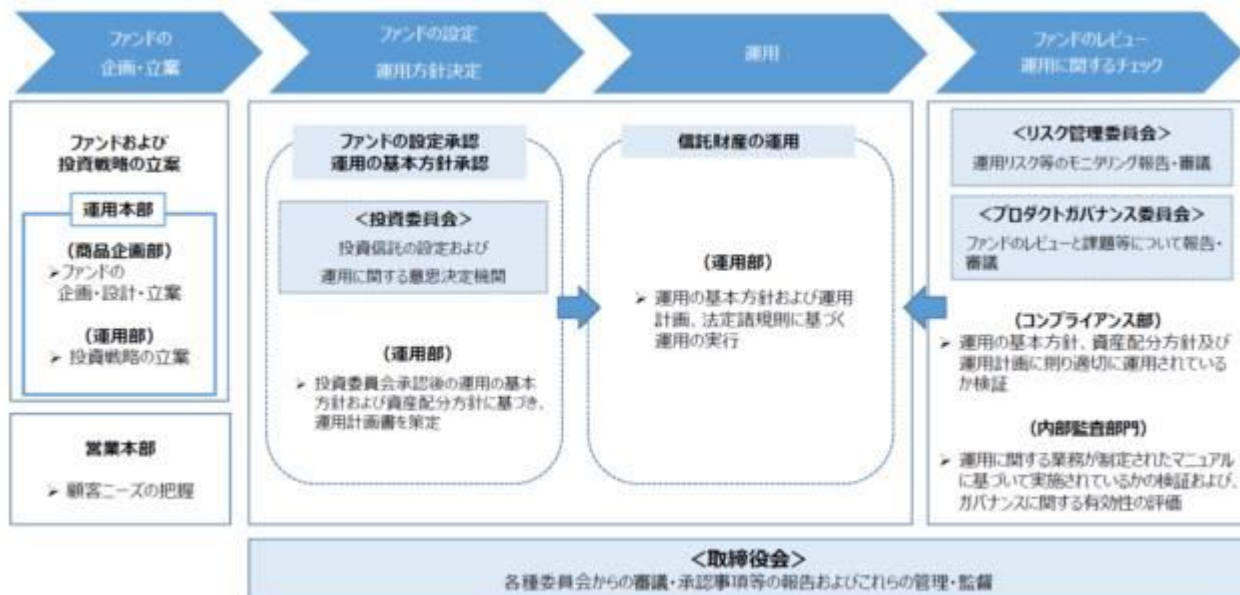 ファンドの
企画・立案
ファンドの設定
運用方針決定
運用
ファンドのレビュー
運用に関するチェック
ファンドおよび
投資戦略の立案
運用本部
(商品企画部)
➢ファンドの
企画・設計・立案
(運用部)
➢ 投資戦略の立案
営業本部
➢ 顧客ニーズの把握
ファンドの設定承認
運用の基本方針承認
<投資委員会>
投資信託の設定および
運用に関する意思決定機関
(運用部)
➢ 投資委員会承認後の運用の基本
方針および資産配分方針に基づき、
運用計画書を策定
信託財産の運用
(運用部)
➢ 運用の基本方針および運用
計画、法定諸規則に基づく
運用の実行
<リスク管理委員会>
運用リスク等のモニタリング報告・審議
<プロダクトガバナンス委員会>
ファンドのレビューと課題等について報告・
審議
(コンプライアンス部)
➢ 運用の基本方針、資産配分方針及び
運用計画に則り適切に運用されている
か検証
(内部監査部門)
➢ 運用に関する業務が制定されたマニュアル
に基づいて実施されているかの検証および、
ガバナンスに関する有効性の評価
<取締役会>
各種委員会からの審議・承認事項等の報告およびこれらの管理・監督